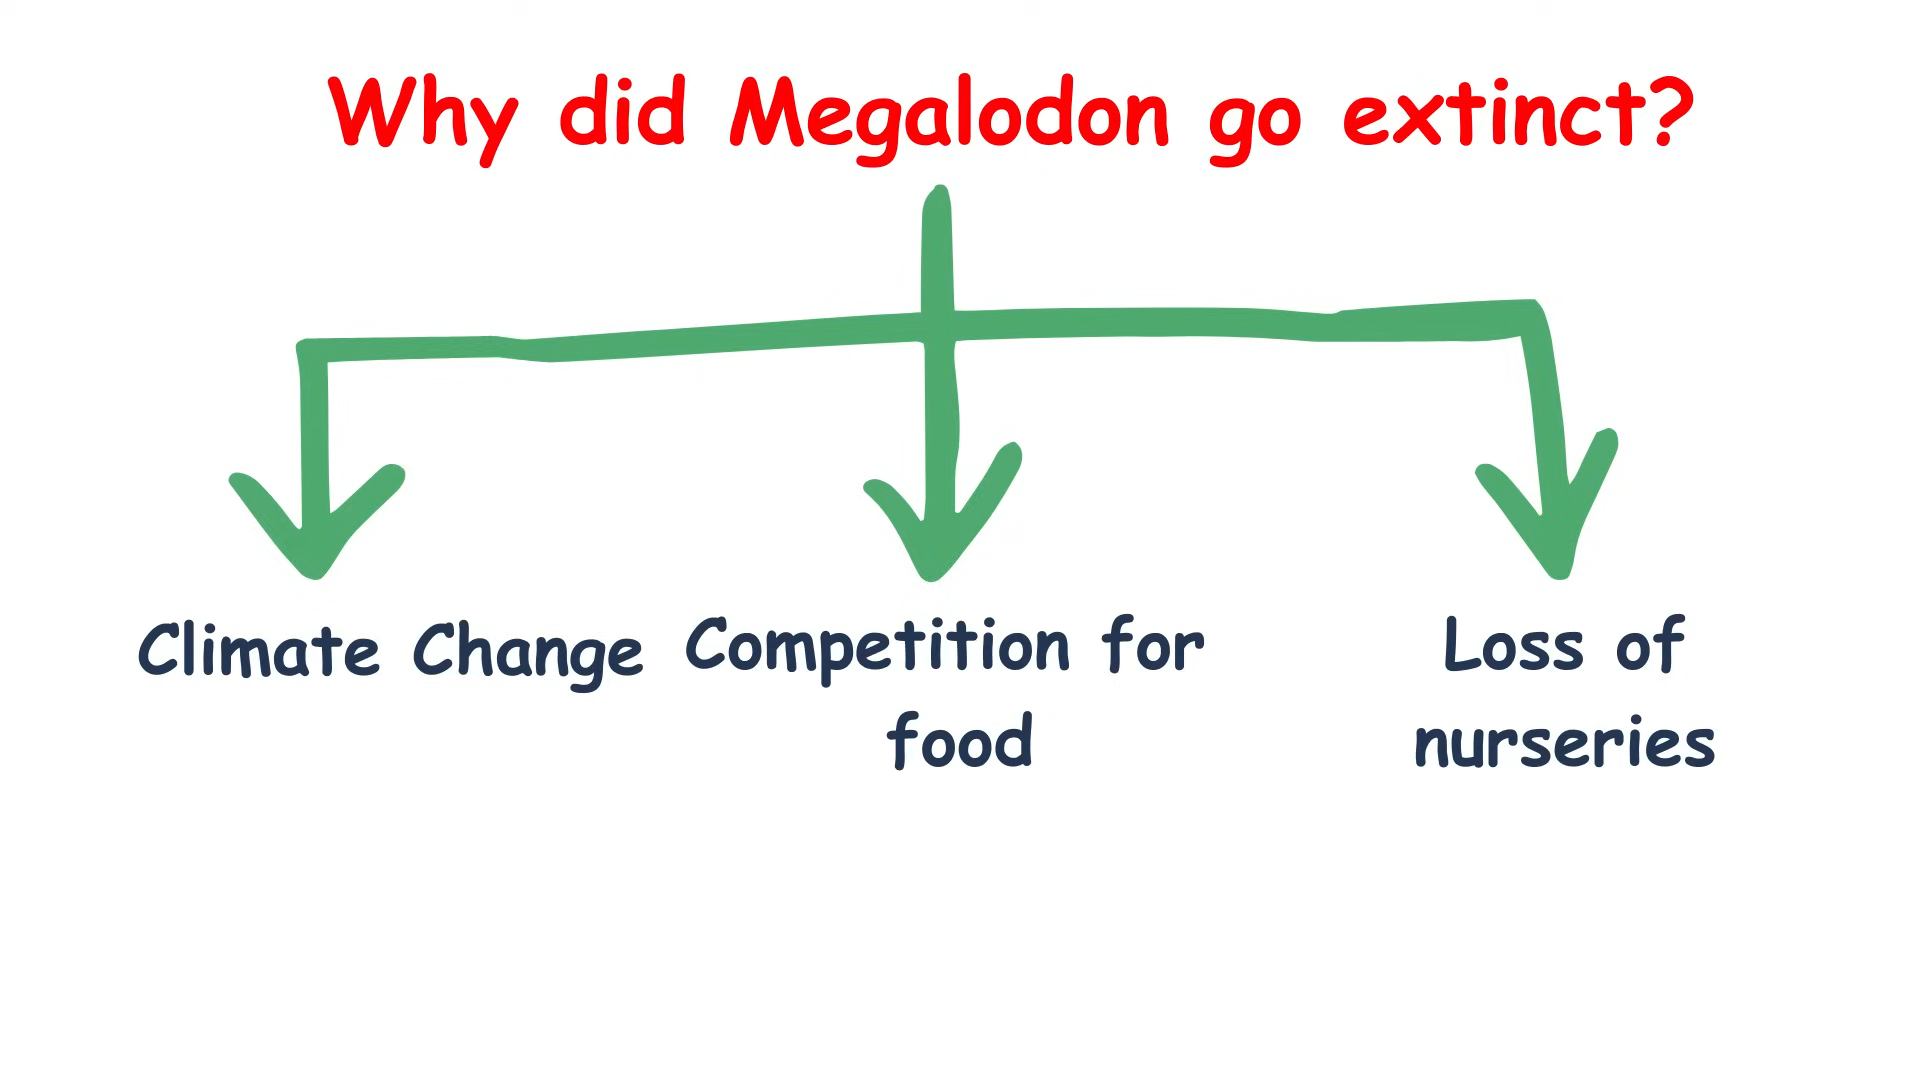 Why did Megalodon go extinct?
Climate Change
Competition for
food
Loss of
nurseries